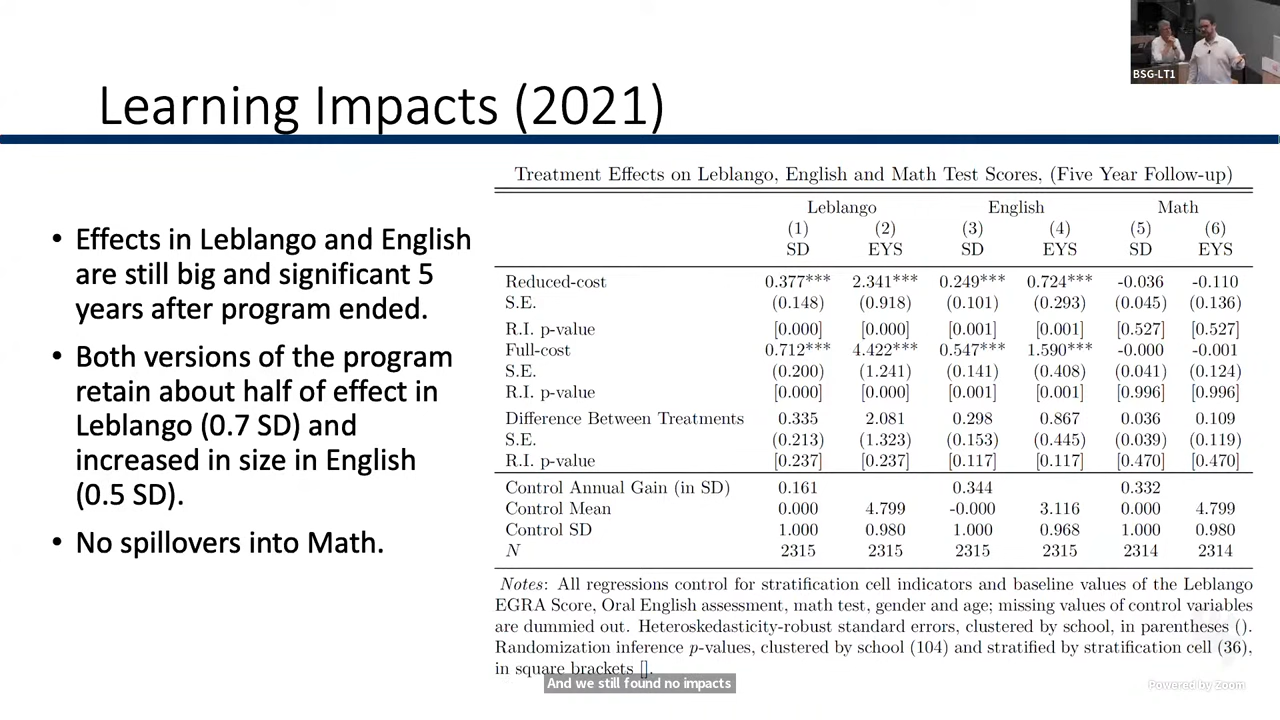 BSG-LT1
Learning Impacts (2021)
• Effects in Leblango and English
are still big and significant 5
years after program ended.
• Both versions of the program
retain about half of effect in
Leblango (0.7 SD) and
increased in size in English
(0.5 SD).
• No spillovers into Math.
Treatment Effects on Leblango, English and Math Test Scores, (Five Year Follow-up)
Leblango English Math
(1) (2) (3) (4) (5) (6)
SD EYS SD EYS SD EYS
Reduced-cost 0.377*** 2.341*** 0.249*** 0.724*** -0.036 -0.110
S.E. (0.148) (0.918) (0.101) (0.293) (0.045) (0.136)
R.I. p-value [0.000] [0.000] [0.001] [0.001] [0.527] [0.527]
Full-cost 0.712*** 4.422*** 0.547*** 1.590*** -0.000 -0.001
S.E. (0.200) (1.241) (0.141) (0.408) (0.041) (0.124)
R.I. p-value [0.000] [0.000] [0.001] [0.001] [0.996] [0.996]
Difference Between Treatments 0.335 2.081 0.298 0.867 0.036 0.109
S.E. (0.213) (1.323) (0.153) (0.445) (0.039) (0.119)
R.I. p-value [0.237] [0.237] [0.117] [0.117] [0.470] [0.470]
Control Annual Gain (in SD) 0.161 0.344 0.332
Control Mean 0.000 4.799 -0.000 3.116 0.000 4.799
Control SD 1.000 0.980 1.000 0.968 1.000 0.980
N 2315 2315 2315 2315 2314 2314
Notes: All regressions control for stratification cell indicators and baseline values of the Leblango
EGRA Score, Oral English assessment, math test, gender and age; missing values of control variables
are dummied out. Heteroskedasticity-robust standard errors, clustered by school, in parentheses ().
Randomization inference p-values, clustered by school (104) and stratified by stratification cell (36),
in square brackets [].
And we still found no impacts
Powered by Zoom